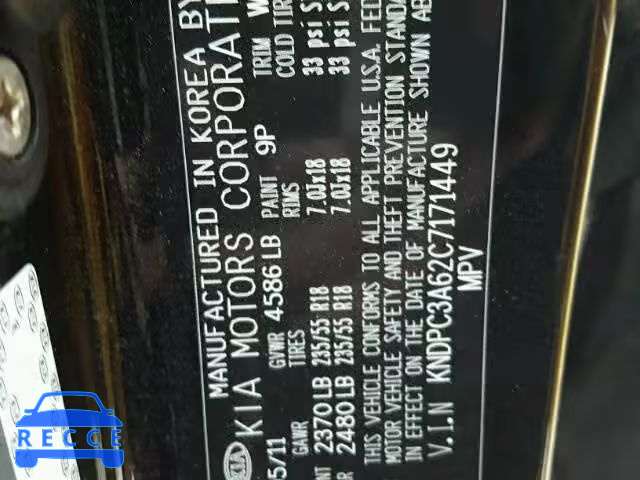 MANUFACTURED IN KOREA BY
KIA KIA MOTORS CORPORATI
5/11 GVWR 4586 LB PAINT 9P TRIM W
GAWR TIRES RIMS COLD TIR
NT 2370 LB 235/55 R18 7.0Jx18 33 psi S
R 2480 LB 235/55 R18 7.0Jx18 33 psi S
THIS VEHICLE CONFORMS TO ALL APPLICABLE U.S.A. FED
MOTOR VEHICLE SAFETY AND THEFT PREVENTION STANDA
IN EFFECT ON THE DATE OF MANUFACTURE SHOWN AB
V.I.N KNDPC3A62C7171449
MPV
RECCE